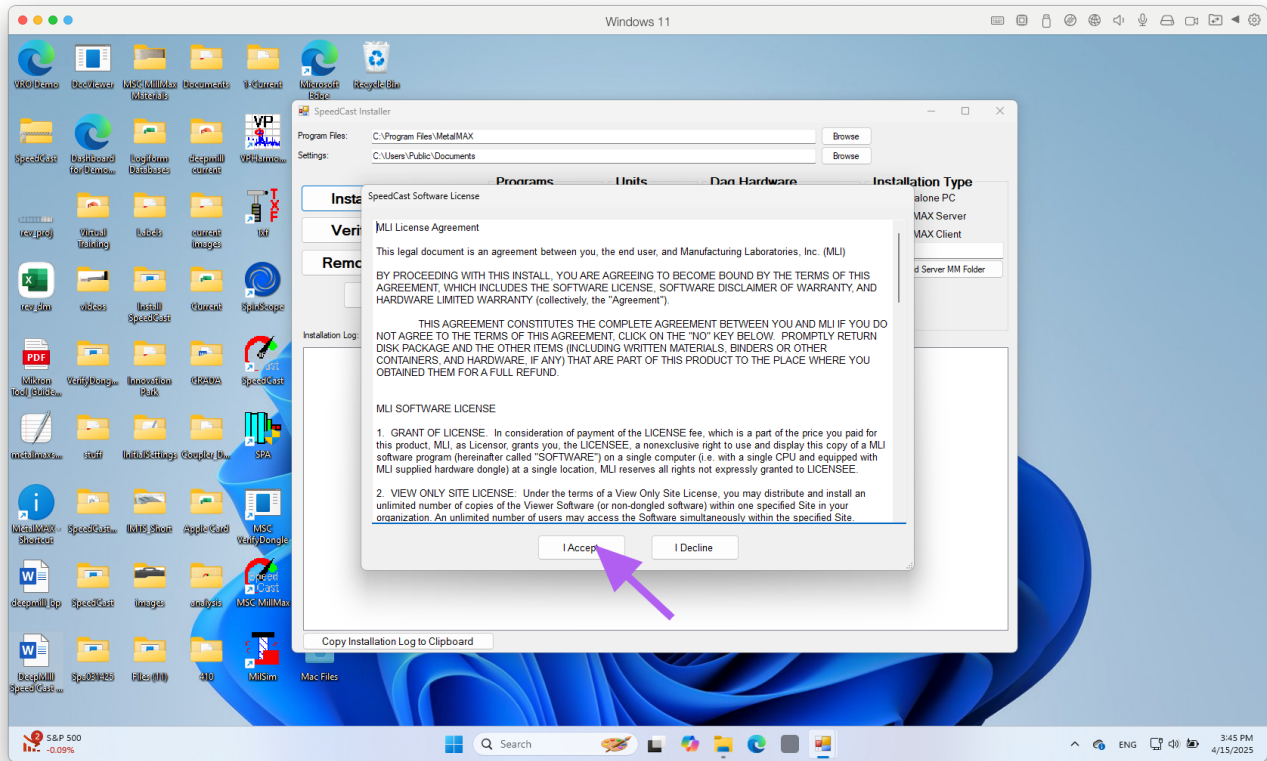 Windows 11
VRO Demo
DocViewer
MSC MillMax Materials
Documents
1-Current
Microsoft Edge
Recycle Bin
SpeedCast
Dashboard for Demo...
Logiform Databases
deepmill current
VPHarmo...
rev.proj
Virtual Training
Labels
current images
TXF
rev_dm
videos
Install SpeedCast
Current
SpinScope
PDF
Mikron Tool_Guide...
VerifyDong...
Innovation Park
CRADA
SpeedCast
metalmaxs...
stuff
InitialSettings
Coupler_D...
SPA
MetalMAX - Shortcut
SpeedCast...
IMTS_Short
Apple Card
MSC VerifyDongle
deepmill_bp
SpeedCast
images
analysis
MSC MillMax
DeepMill Speed Cast ...
Spa031425
Files (11)
410
MilSim
Mac Files
SpeedCast Installer
Program Files:
C:\Program Files\MetalMAX
Browse
Settings:
C:\Users\Public\Documents
Browse
Programs
Units
Daq Hardware
Installation Type
Insta
alone PC
Veri
MAX Server
MAX Client
Remo
d Server MM Folder
Installation Log:
SpeedCast Software License
MLI License Agreement
This legal document is an agreement between you, the end user, and Manufacturing Laboratories, Inc. (MLI)
BY PROCEEDING WITH THIS INSTALL, YOU ARE AGREEING TO BECOME BOUND BY THE TERMS OF THIS
AGREEMENT, WHICH INCLUDES THE SOFTWARE LICENSE, SOFTWARE DISCLAIMER OF WARRANTY, AND
HARDWARE LIMITED WARRANTY (collectively, the "Agreement").
THIS AGREEMENT CONSTITUTES THE COMPLETE AGREEMENT BETWEEN YOU AND MLI IF YOU DO
NOT AGREE TO THE TERMS OF THIS AGREEMENT, CLICK ON THE "NO" KEY BELOW. PROMPTLY RETURN
DISK PACKAGE AND THE OTHER ITEMS (INCLUDING WRITTEN MATERIALS, BINDERS OR OTHER
CONTAINERS, AND HARDWARE, IF ANY) THAT ARE PART OF THIS PRODUCT TO THE PLACE WHERE YOU
OBTAINED THEM FOR A FULL REFUND.
MLI SOFTWARE LICENSE
1. GRANT OF LICENSE. In consideration of payment of the LICENSE fee, which is a part of the price you paid for
this product, MLI, as Licensor, grants you, the LICENSEE, a nonexclusive right to use and display this copy of a MLI
software program (hereinafter called "SOFTWARE") on a single computer (i.e. with a single CPU and equipped with
MLI supplied hardware dongle) at a single location, MLI reserves all rights not expressly granted to LICENSEE.
2. VIEW ONLY SITE LICENSE: Under the terms of a View Only Site License, you may distribute and install an
unlimited number of copies of the Viewer Software (or non-dongled software) within one specified Site in your
organization. An unlimited number of users may access the Software simultaneously within the specified Site.
I Accept
I Decline
Copy Installation Log to Clipboard
2
S&P 500
-0.09%
Search
ENG
3:45 PM
4/15/2025